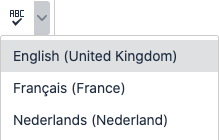 ABC
English (United Kingdom)
Français (France)
Nederlands (Nederland)